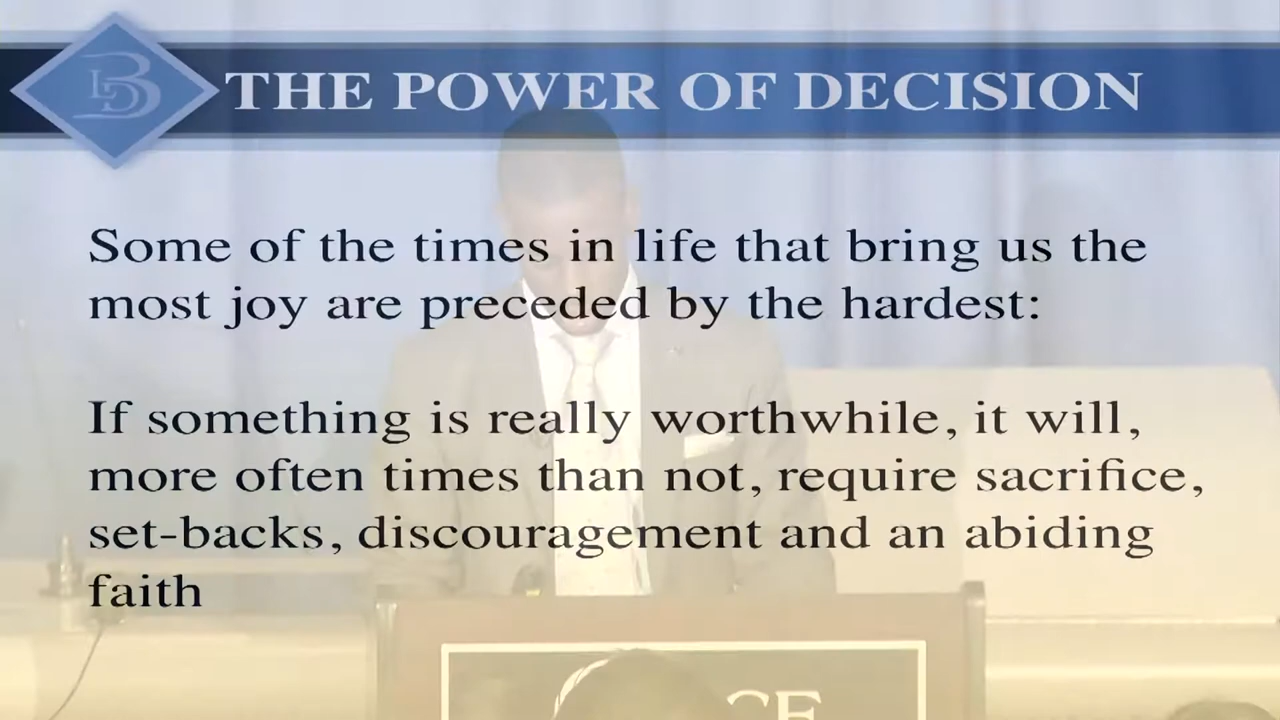 LB
THE POWER OF DECISION
Some of the times in life that bring us the
most joy are preceded by the hardest:
If something is really worthwhile, it will,
more often times than not, require sacrifice,
set-backs, discouragement and an abiding
faith